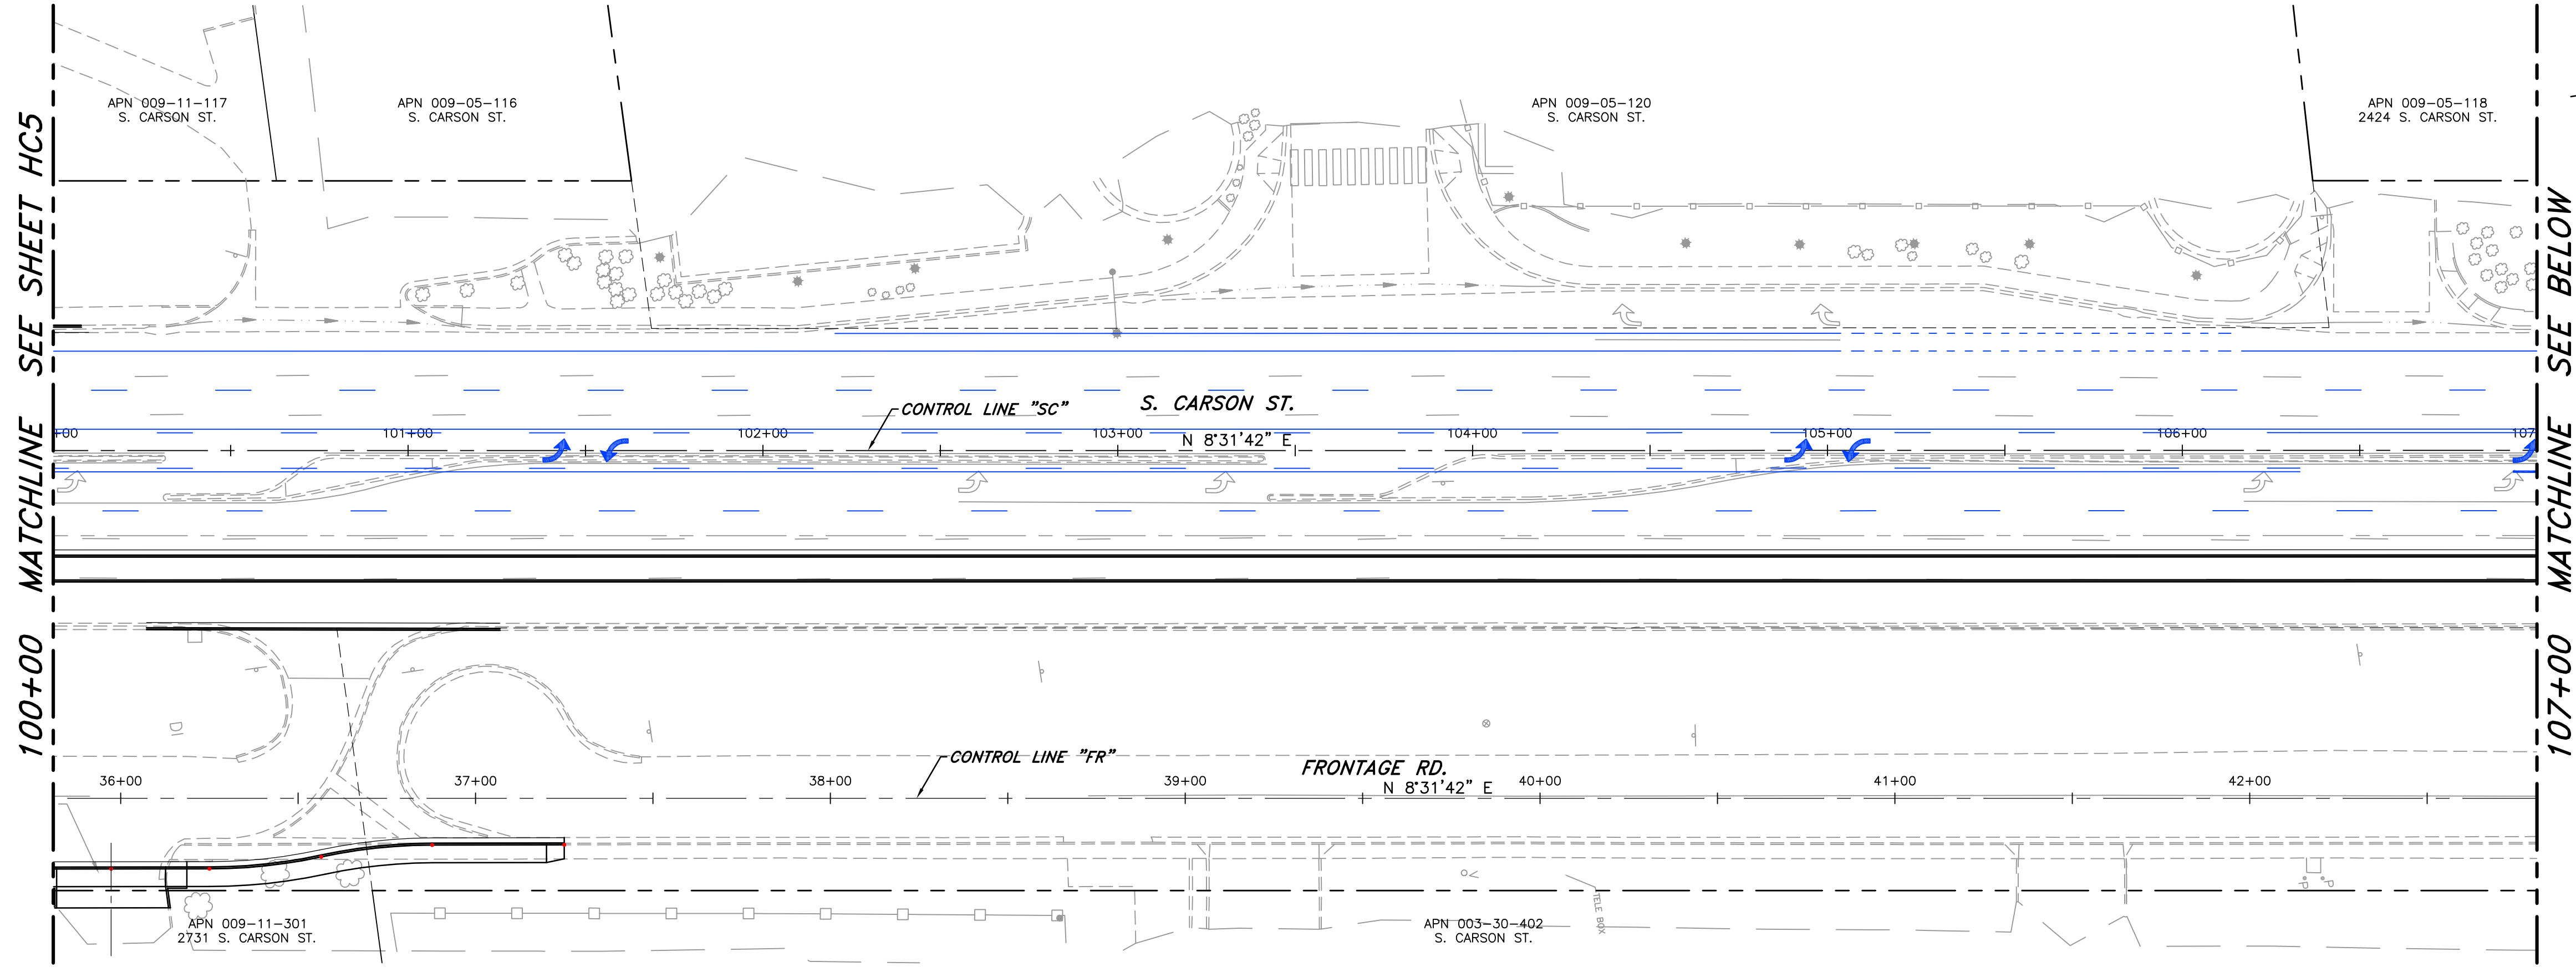 MATCHLINE SEE SHEET HC5
100+00
APN 009-11-117
S. CARSON ST.
APN 009-05-116
S. CARSON ST.
APN 009-05-120
S. CARSON ST.
APN 009-05-118
2424 S. CARSON ST.
CONTROL LINE "SC"
S. CARSON ST.
+00
101+00
102+00
103+00
N 8°31'42" E
104+00
105+00
106+00
107
CONTROL LINE "FR"
FRONTAGE RD.
36+00
37+00
38+00
39+00
N 8°31'42" E
40+00
41+00
42+00
APN 009-11-301
2731 S. CARSON ST.
APN 003-30-402
S. CARSON ST.
TELE BOX
MATCHLINE SEE BELOW
107+00